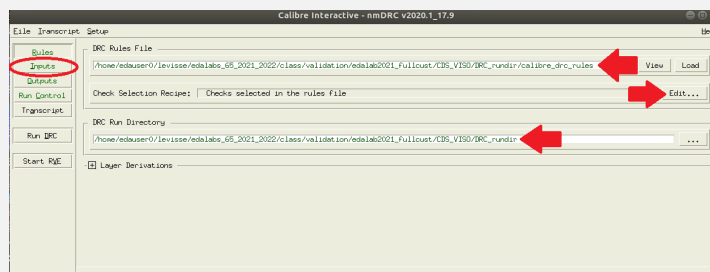 Calibre Interactive - nmDRC v2020.1_17.9
File Transcript Setup He
Rules
Inputs
Outputs
Run Control
Transcript
Run DRC
Start RVE
DRC Rules File
/home/edauser0/levisse/edalabs_65_2021_2022/class/validation/edalab2021_fullcust/CDS_VISO/DRC_rundir/calibre_drc_rules View Load
Check Selection Recipe: Checks selected in the rules file Edit...
DRC Run Directory
/home/edauser0/levisse/edalabs_65_2021_2022/class/validation/edalab2021_fullcust/CDS_VISO/DRC_rundir ...
Layer Derivations